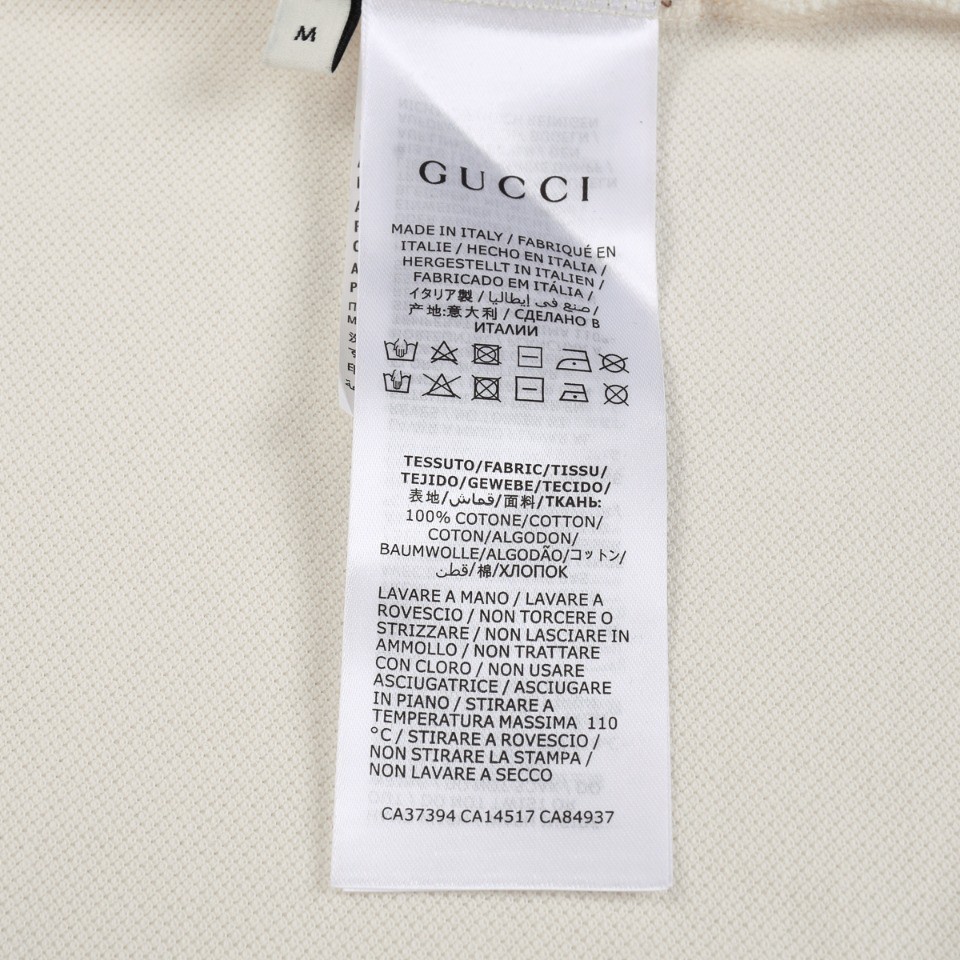 M
GUCCI
MADE IN ITALY / FABRIQUÉ EN
ITALIE / HECHO EN ITALIA /
HERGESTELLT IN ITALIEN /
FABRICADO EM ITÁLIA /
イタリア製 / صنع في إيطاليا /
产地:意大利 / СДЕЛАНО В
ИТАЛИИ
TESSUTO/FABRIC/TISSU/
TEJIDO/GEWEBE/TECIDO/
表地/قماش/面料/ТКАНЬ:
100% COTONE/COTTON/
COTON/ALGODON/
BAUMWOLLE/ALGODÃO/コットン/
قطن/棉/ХЛОПОК
LAVARE A MANO / LAVARE A
ROVESCIO / NON TORCERE O
STRIZZARE / NON LASCIARE IN
AMMOLLO / NON TRATTARE
CON CLORO / NON USARE
ASCIUGATRICE / ASCIUGARE
IN PIANO / STIRARE A
TEMPERATURA MASSIMA 110
°C / STIRARE A ROVESCIO /
NON STIRARE LA STAMPA /
NON LAVARE A SECCO
CA37394 CA14517 CA84937